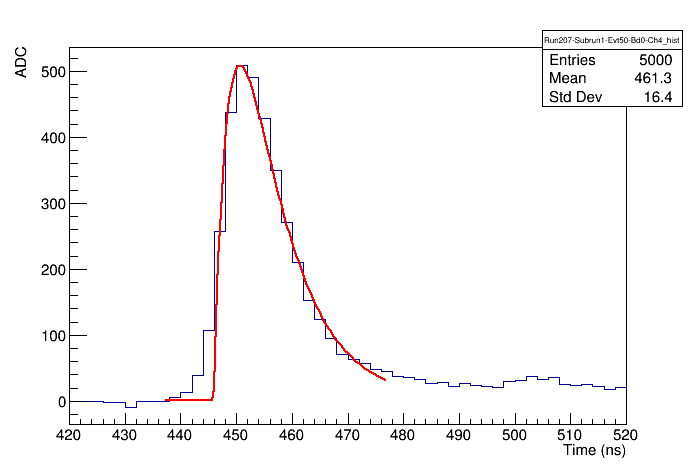 Run207-Subrun1-Evt50-Bd0-Ch4_hist
Entries 5000
Mean 461.3
Std Dev 16.4
ADC
500
400
300
200
100
0
420 430 440 450 460 470 480 490 500 510 520
Time (ns)